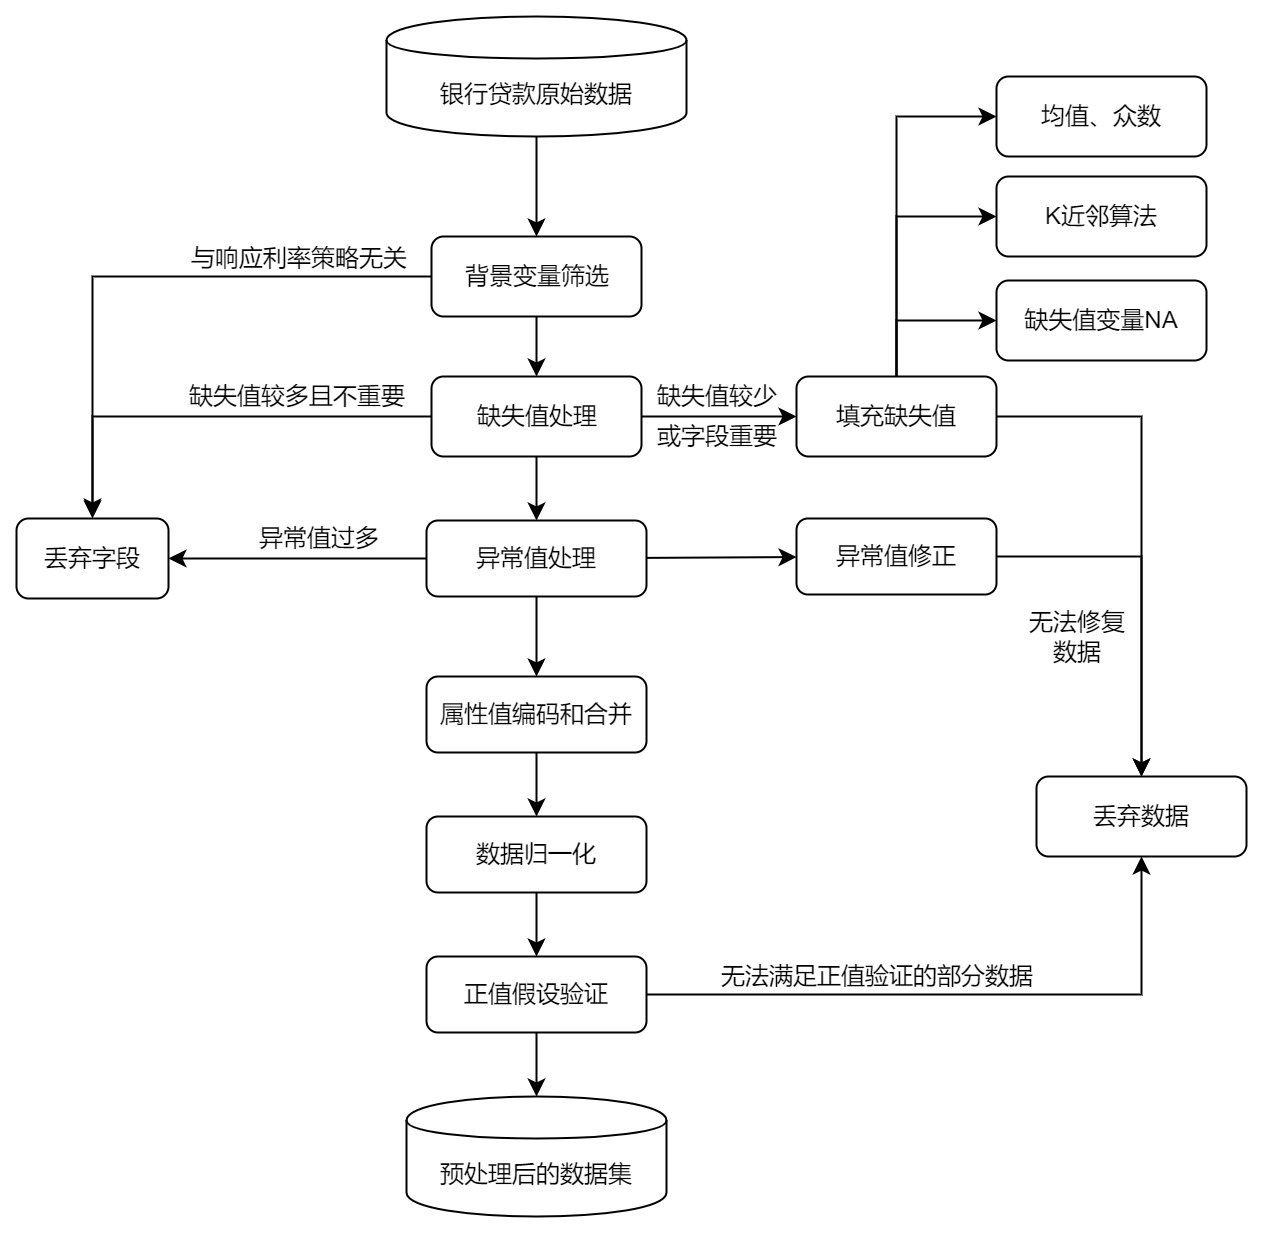 银行贷款原始数据
均值、众数
K近邻算法
与响应利率策略无关
背景变量筛选
缺失值变量NA
缺失值较多且不重要
缺失值处理
缺失值较少
或字段重要
填充缺失值
丢弃字段
异常值过多
异常值处理
异常值修正
无法修复
数据
属性值编码和合并
丢弃数据
数据归一化
正值假设验证
无法满足正值验证的部分数据
预处理后的数据集